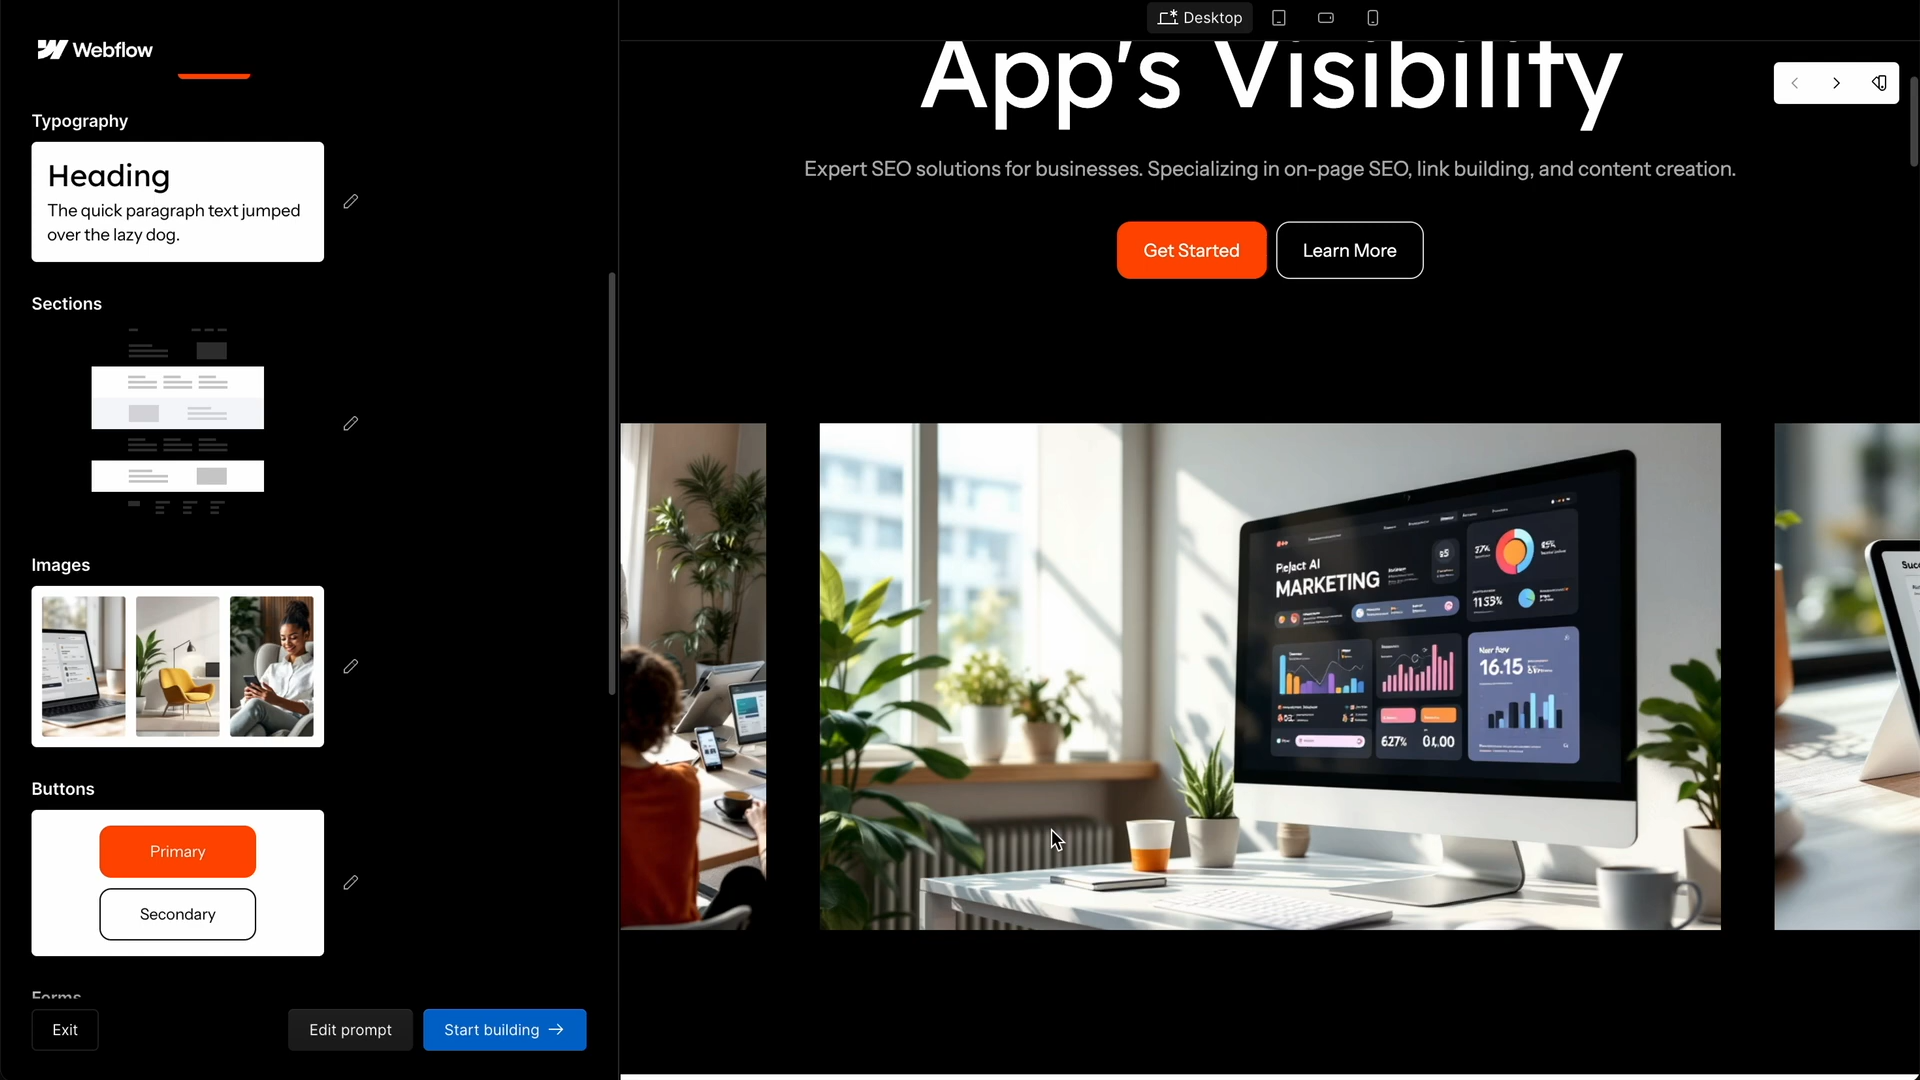 Webflow
Typography
Heading
The quick paragraph text jumped
over the lazy dog.
Sections
Images
Buttons
Primary
Secondary
Forms
Exit
Edit prompt
Start building
Desktop
App's Visibility
Expert SEO solutions for businesses. Specializing in on-page SEO, link building, and content creation.
Get Started
Learn More
MARKETING
16.15
627%